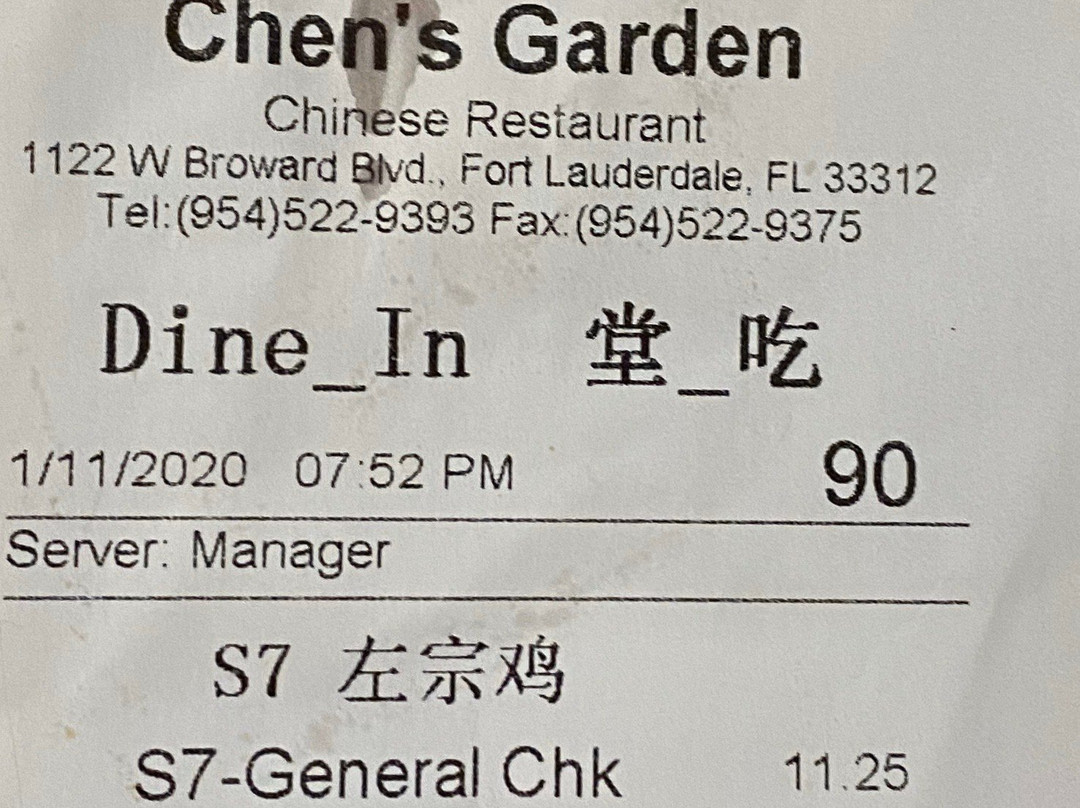 Chen's Garden
Chinese Restaurant
1122 W Broward Blvd., Fort Lauderdale, FL 33312
Tel:(954)522-9393 Fax:(954)522-9375
Dine_In 堂_吃
1/11/2020 07:52 PM 90
Server: Manager
S7 左宗鸡
S7-General Chk 11.25